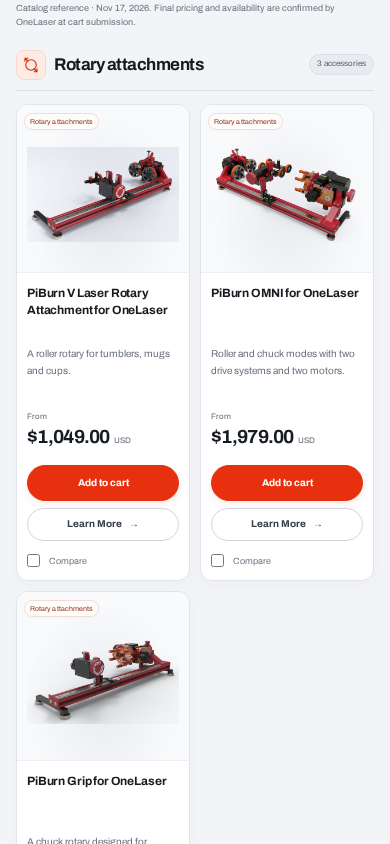 Catalog reference · Nov 17, 2026. Final pricing and availability are confirmed by
OneLaser at cart submission.
Rotary attachments
3 accessories
Rotary attachments
PiBurn V Laser Rotary
Attachment for OneLaser
A roller rotary for tumblers, mugs
and cups.
From
$1,049.00 USD
Add to cart
Learn More →
Compare
Rotary attachments
PiBurn OMNI for OneLaser
Roller and chuck modes with two
drive systems and two motors.
From
$1,979.00 USD
Add to cart
Learn More →
Compare
Rotary attachments
PiBurn Grip for OneLaser
A chuck rotary designed for